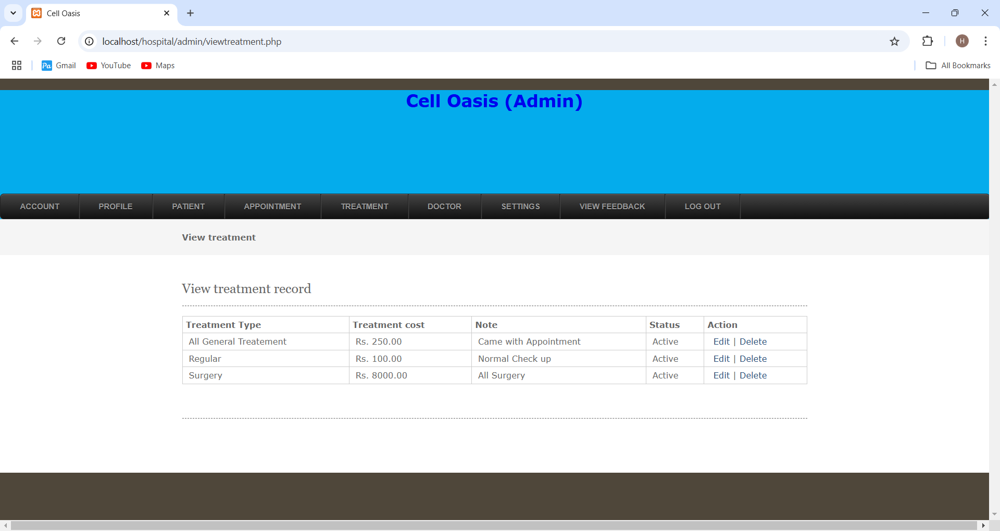 Cell Oasis
localhost/hospital/admin/viewtreatment.php
H
Pa Gmail YouTube Maps All Bookmarks
Cell Oasis (Admin)
ACCOUNT PROFILE PATIENT APPOINTMENT TREATMENT DOCTOR SETTINGS VIEW FEEDBACK LOG OUT
View treatment
View treatment record
Treatment Type Treatment cost Note Status Action
All General Treatement Rs. 250.00 Came with Appointment Active Edit | Delete
Regular Rs. 100.00 Normal Check up Active Edit | Delete
Surgery Rs. 8000.00 All Surgery Active Edit | Delete